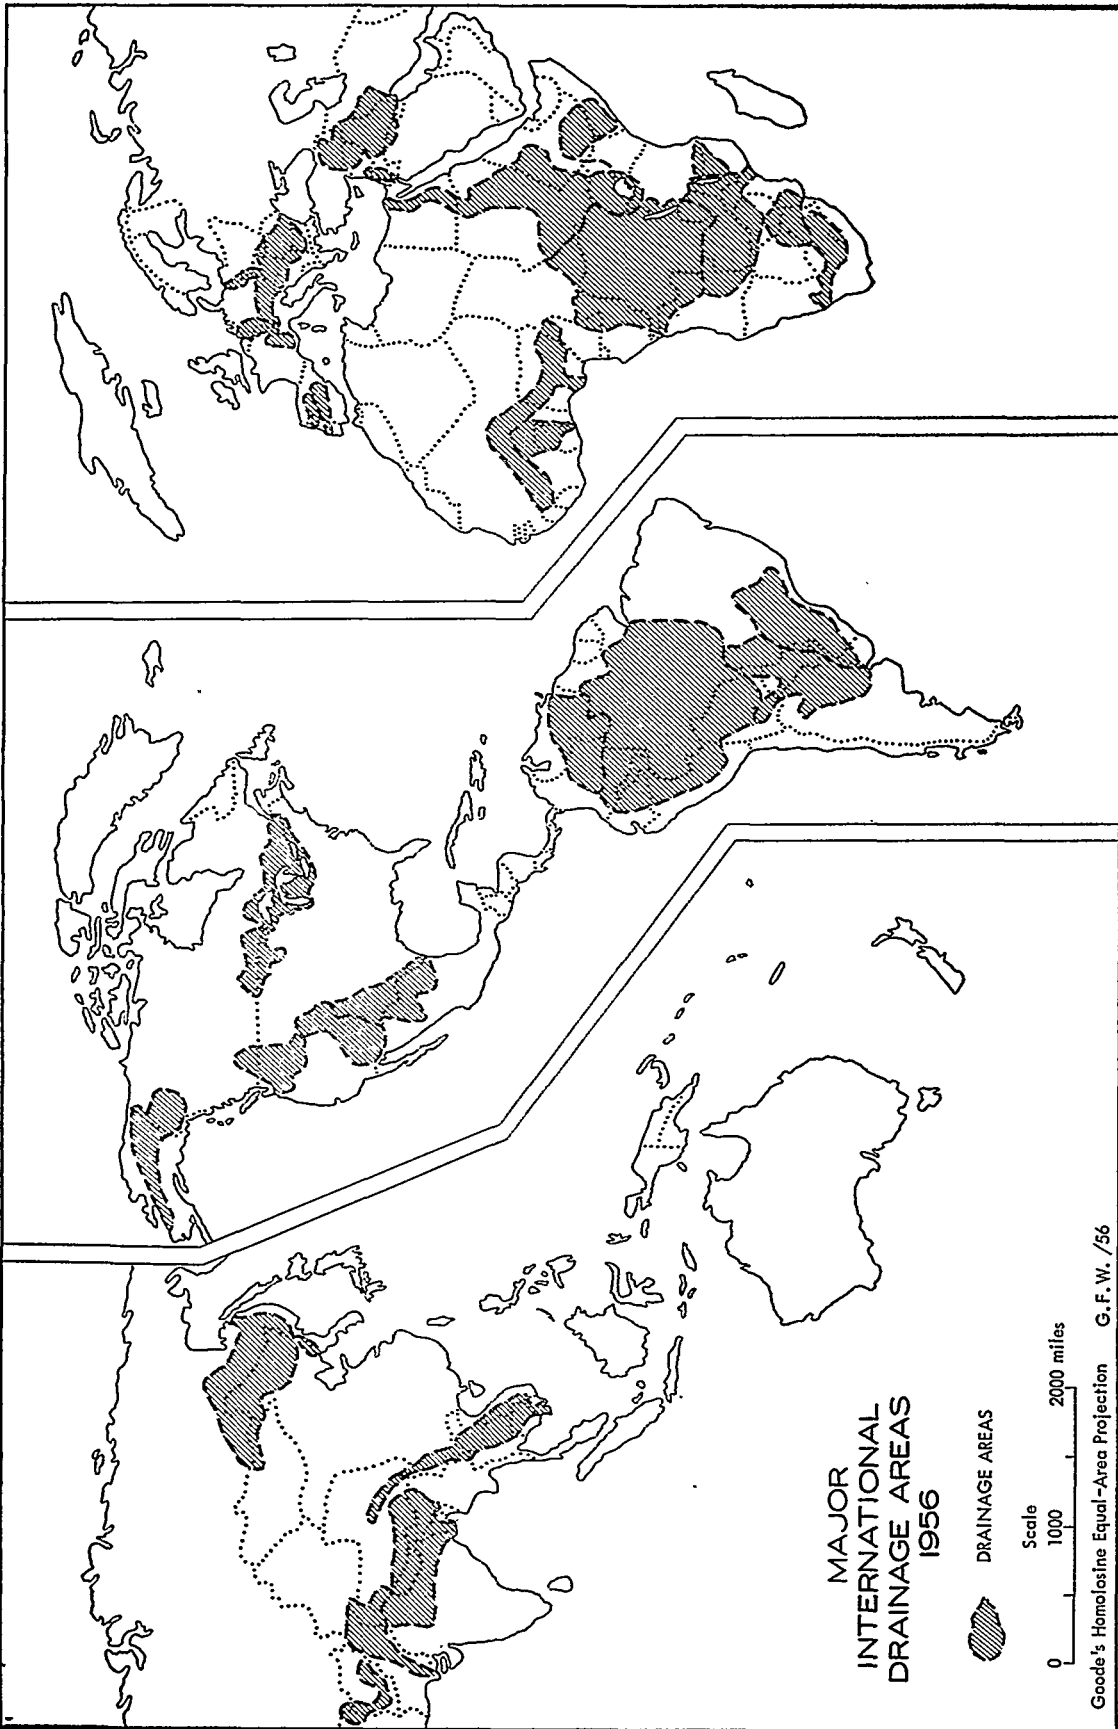 MAJOR
INTERNATIONAL
DRAINAGE AREAS
1956
DRAINAGE AREAS
Scale
0 1000 2000 miles
Goode's Homolosine Equal-Area Projection G.F.W. /56